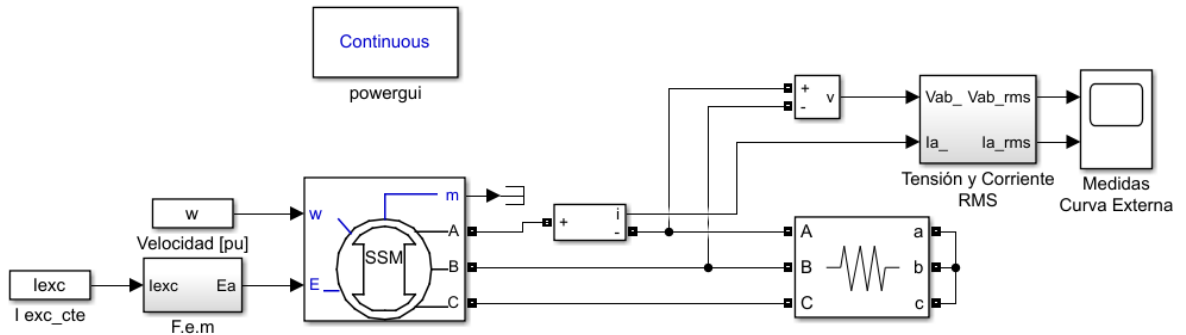 Continuous
powergui
+
-
v
Vab_
Vab_rms
Ia_
Ia_rms
Tensión y Corriente
RMS
Medidas
Curva Externa
w
Velocidad [pu]
Iexc
I exc_cte
Iexc
Ea
F.e.m
w
E
SSM
m
A
B
C
+
i
-
A
B
C
a
b
c